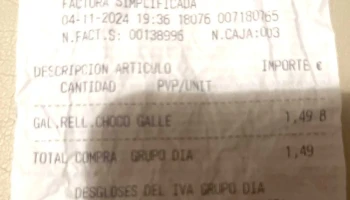 FACTURA SIMPLIFICADA
04-11-2024 19:36 18076 007180765
N.FACT.S: 00138996 N.CAJA:003
DESCRIPCION ARTICULO IMPORTE €
CANTIDAD PVP/UNIT
GAL.RELL.CHOCO GALLE 1,49 B
TOTAL COMPRA GRUPO DIA 1,49
DESGLOSES DEL IVA GRUPO DIA